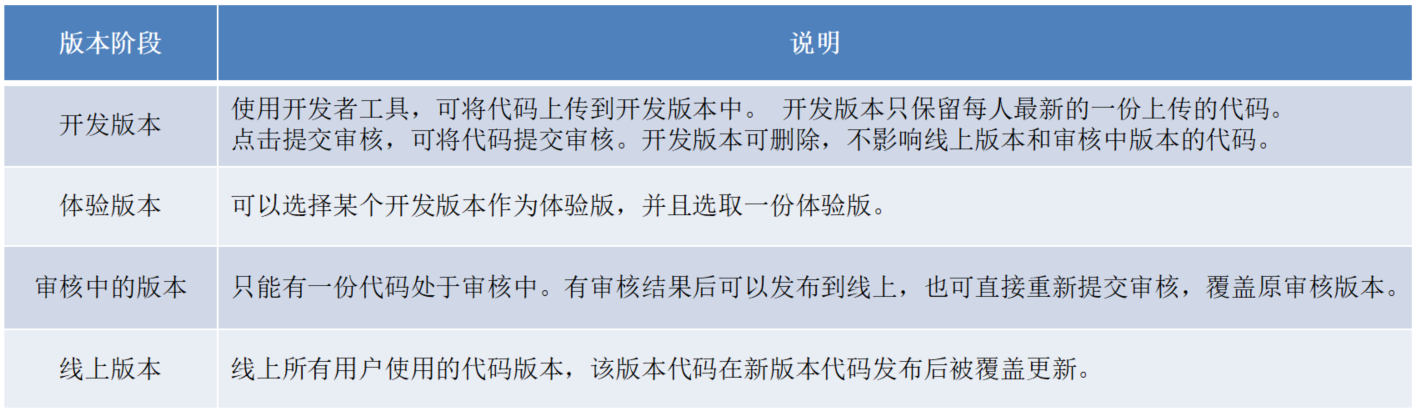 版本阶段
说明
开发版本
使用开发者工具，可将代码上传到开发版本中。 开发版本只保留每人最新的一份上传的代码。
点击提交审核，可将代码提交审核。开发版本可删除，不影响线上版本和审核中版本的代码。
体验版本
可以选择某个开发版本作为体验版，并且选取一份体验版。
审核中的版本
只能有一份代码处于审核中。有审核结果后可以发布到线上，也可直接重新提交审核，覆盖原审核版本。
线上版本
线上所有用户使用的代码版本，该版本代码在新版本代码发布后被覆盖更新。